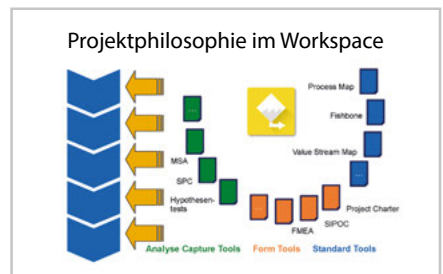 Projektphilosophie im Workspace
Process Map
Fishbone
Value Stream Map
MSA
SPC
Hypothesen-
tests
Project Charter
SIPOC
FMEA
Analyse Capture Tools
Form Tools
Standard Tools